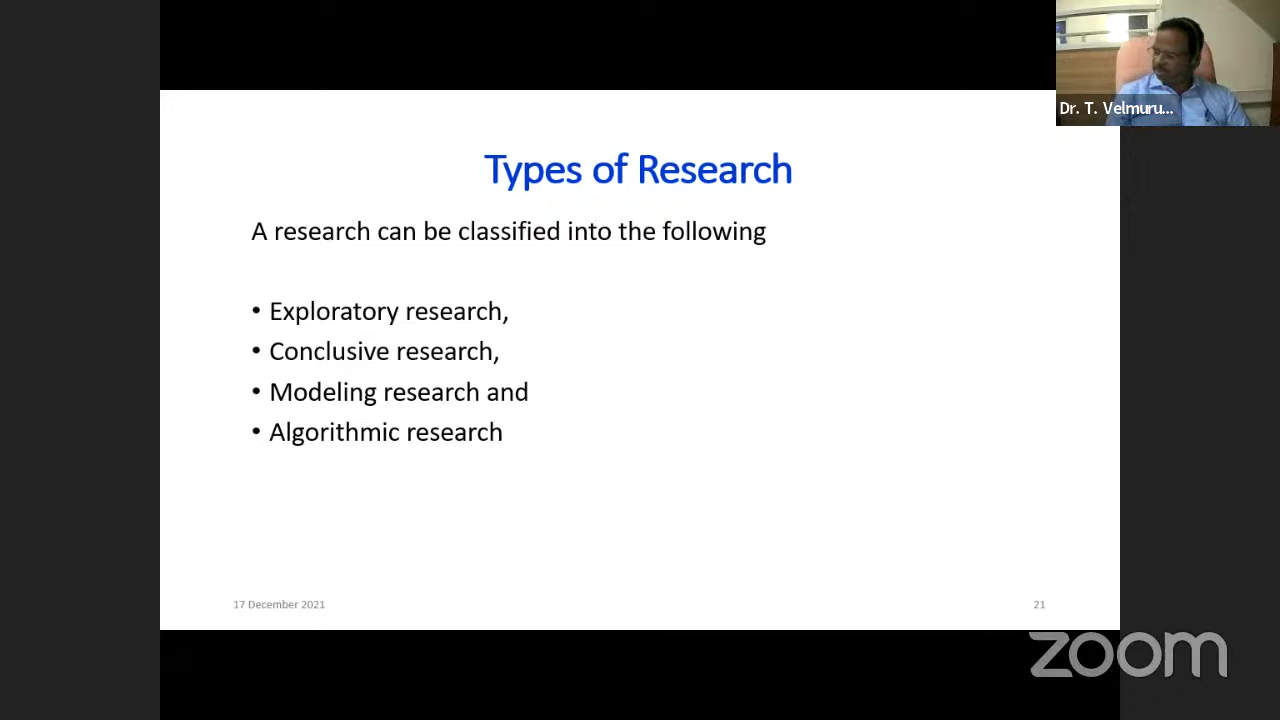 Dr. T. Velmuru...
Types of Research
A research can be classified into the following
• Exploratory research,
• Conclusive research,
• Modeling research and
• Algorithmic research
17 December 2021
21
zoom